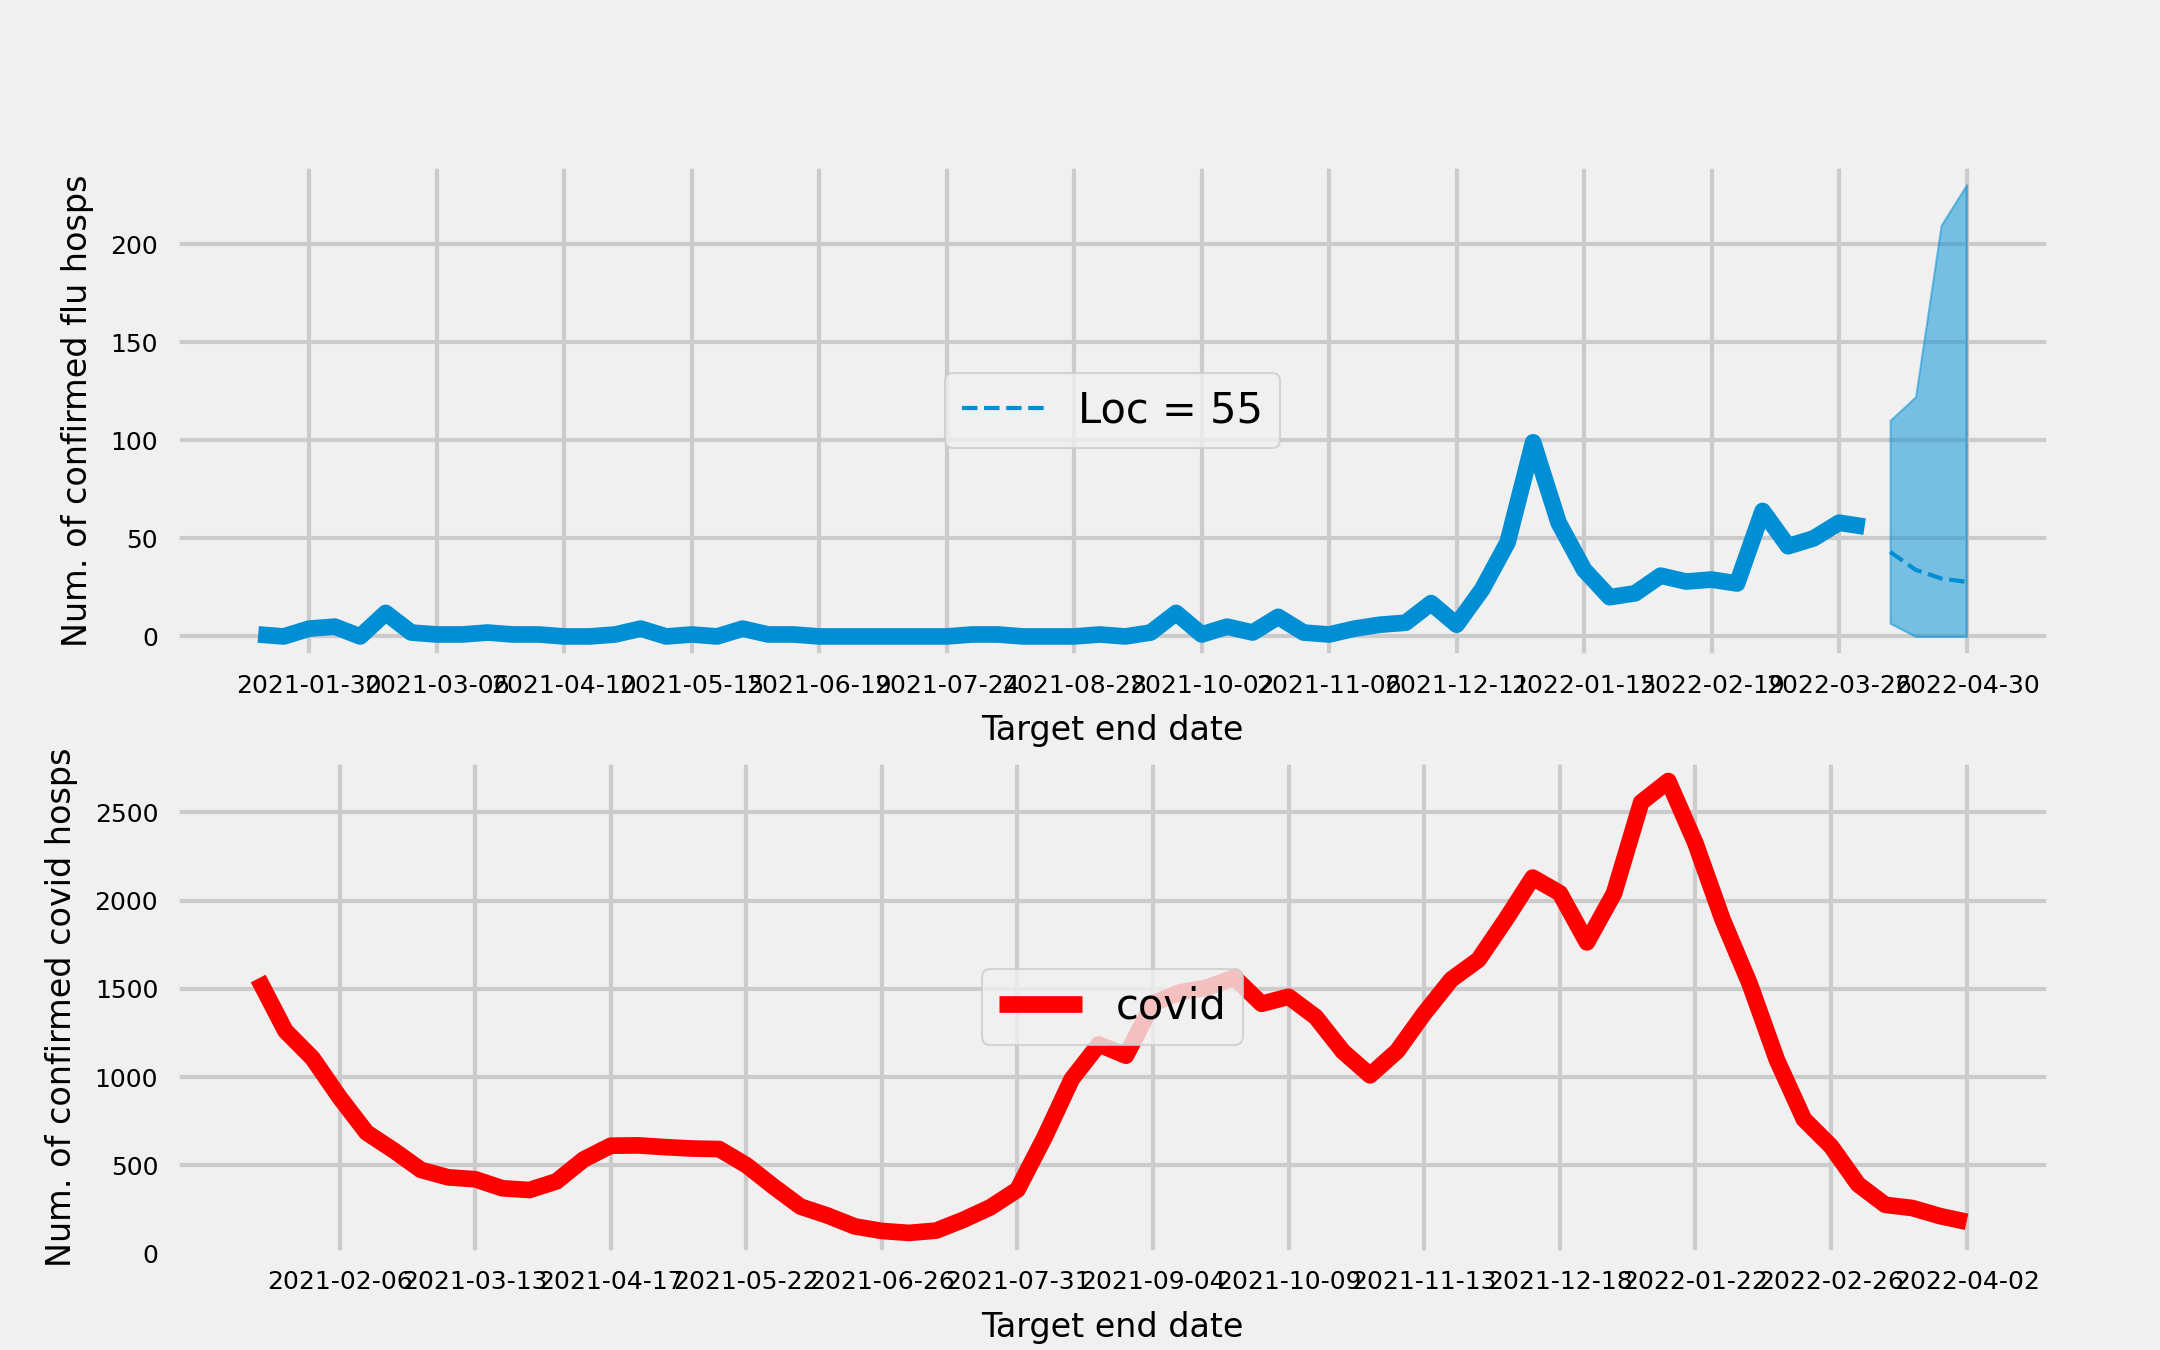 Num. of confirmed flu hosps
200
150
100
50
0
Loc = 55
2021-01-30 2021-03-06 2021-04-10 2021-05-15 2021-06-19 2021-07-24 2021-08-28 2021-10-02 2021-11-06 2021-12-11 2022-01-15 2022-02-19 2022-03-26 2022-04-30
Target end date
Num. of confirmed covid hosps
2500
2000
1500
1000
500
0
covid
2021-02-06 2021-03-13 2021-04-17 2021-05-22 2021-06-26 2021-07-31 2021-09-04 2021-10-09 2021-11-13 2021-12-18 2022-01-22 2022-02-26 2022-04-02
Target end date